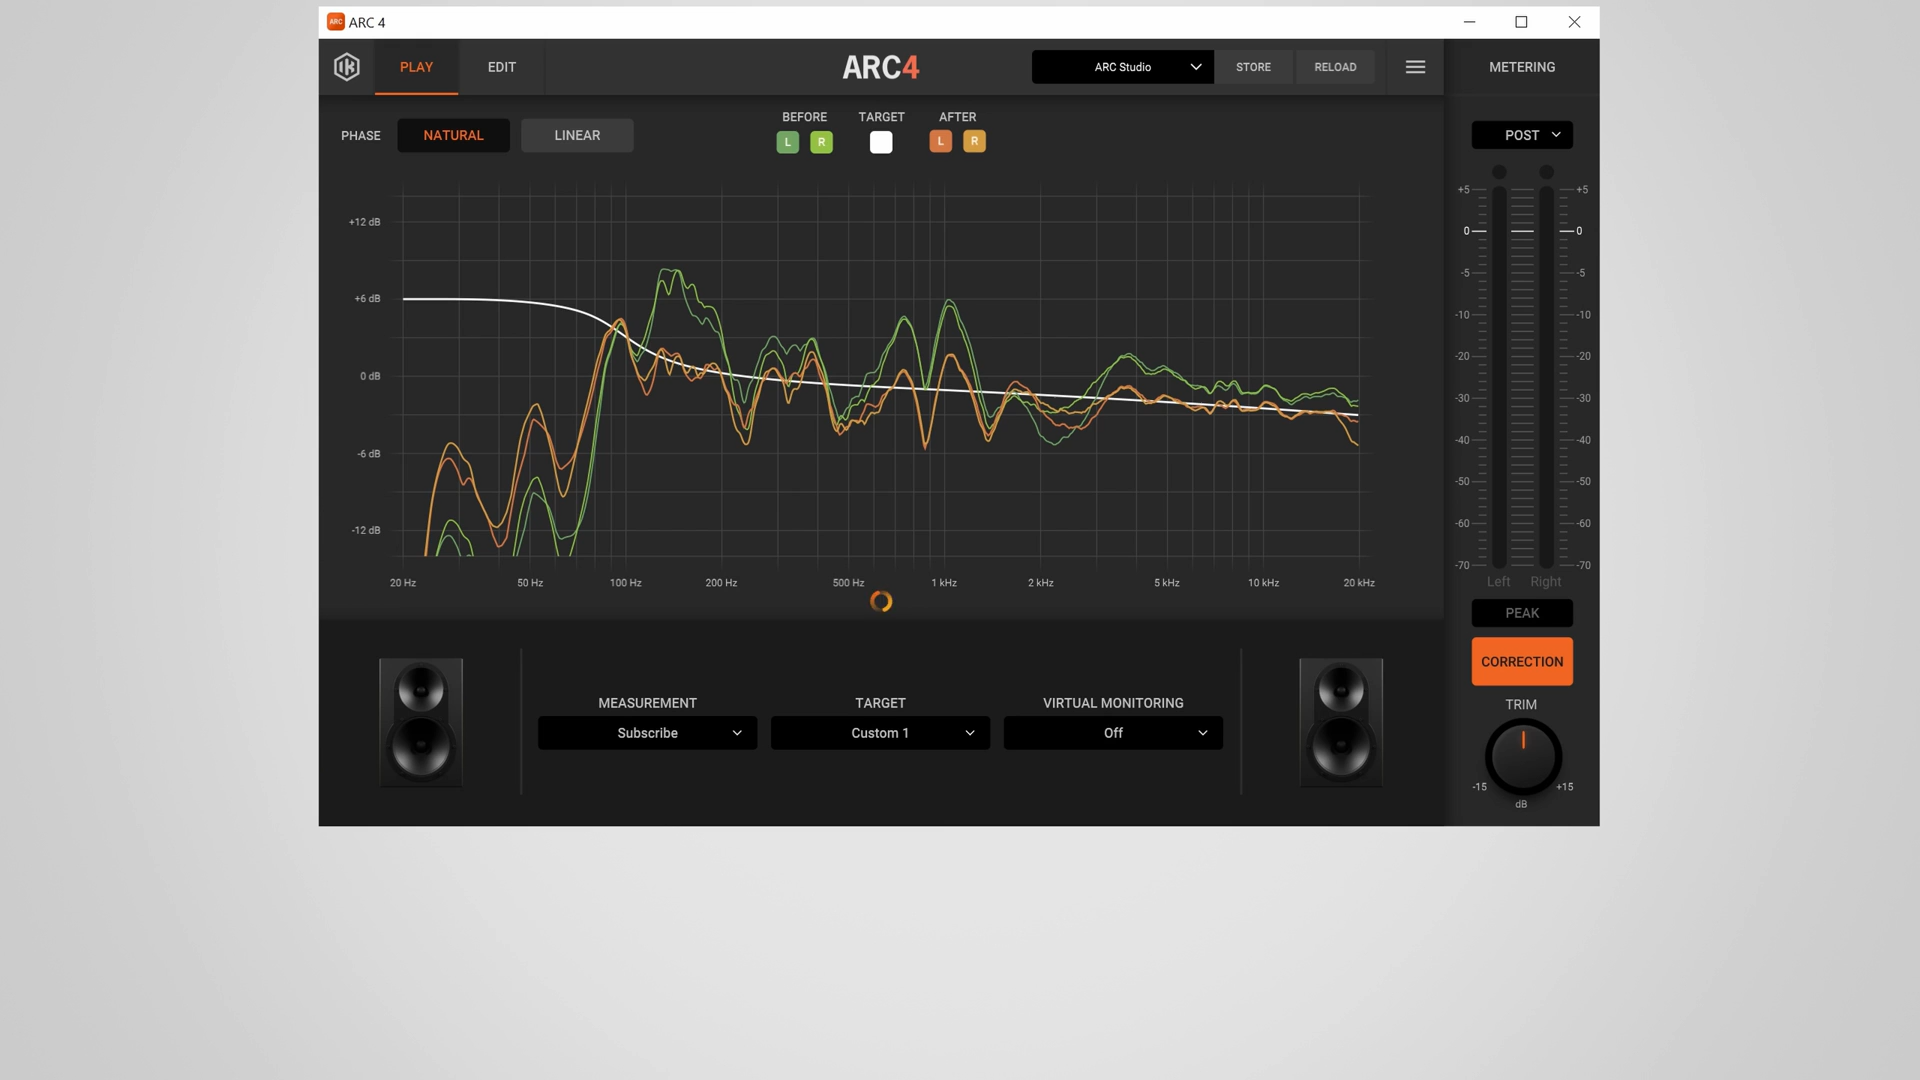 ARC ARC 4
PLAY EDIT ARC4 ARC Studio STORE RELOAD METERING
PHASE NATURAL LINEAR BEFORE TARGET AFTER POST
L R L R
+12 dB
+6 dB
0 dB
-6 dB
-12 dB
20 Hz 50 Hz 100 Hz 200 Hz 500 Hz 1 kHz 2 kHz 5 kHz 10 kHz 20 kHz
+5 +5
0 0
-5 -5
-10 -10
-20 -20
-30 -30
-40 -40
-50 -50
-60 -60
-70 -70
Left Right
PEAK
CORRECTION
TRIM
-15 +15
dB
MEASUREMENT TARGET VIRTUAL MONITORING
Subscribe Custom 1 Off